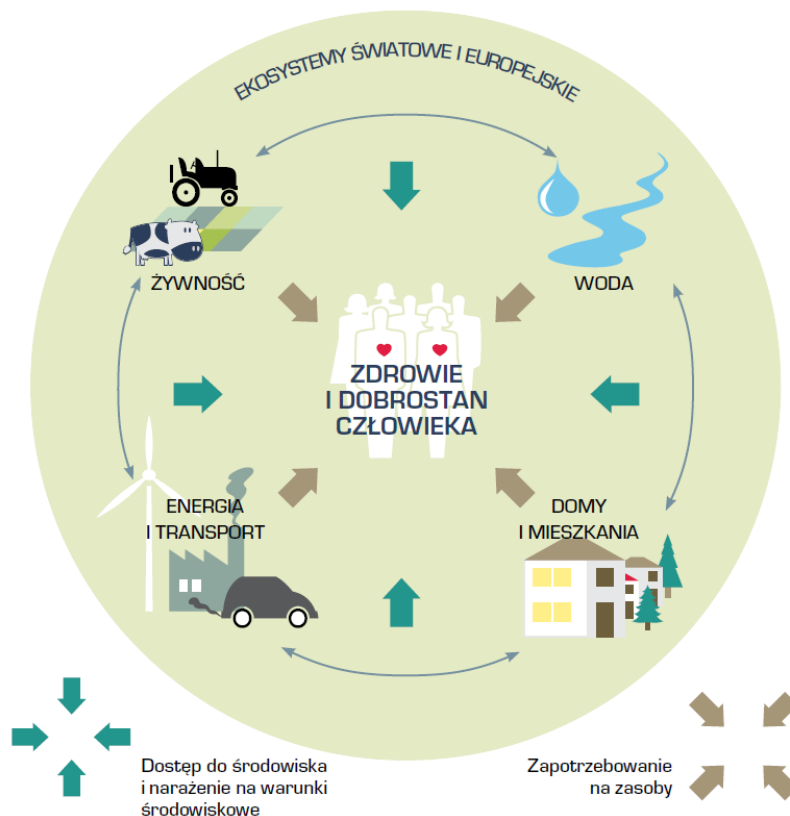 EKOSYSTEMY ŚWIATOWE I EUROPEJSKIE
ŻYWNOŚĆ
WODA
ZDROWIE
I DOBROSTAN
CZŁOWIEKA
ENERGIA
I TRANSPORT
DOMY
I MIESZKANIA
Dostęp do środowiska
i narażenie na warunki
środowiskowe
Zapotrzebowanie
na zasoby